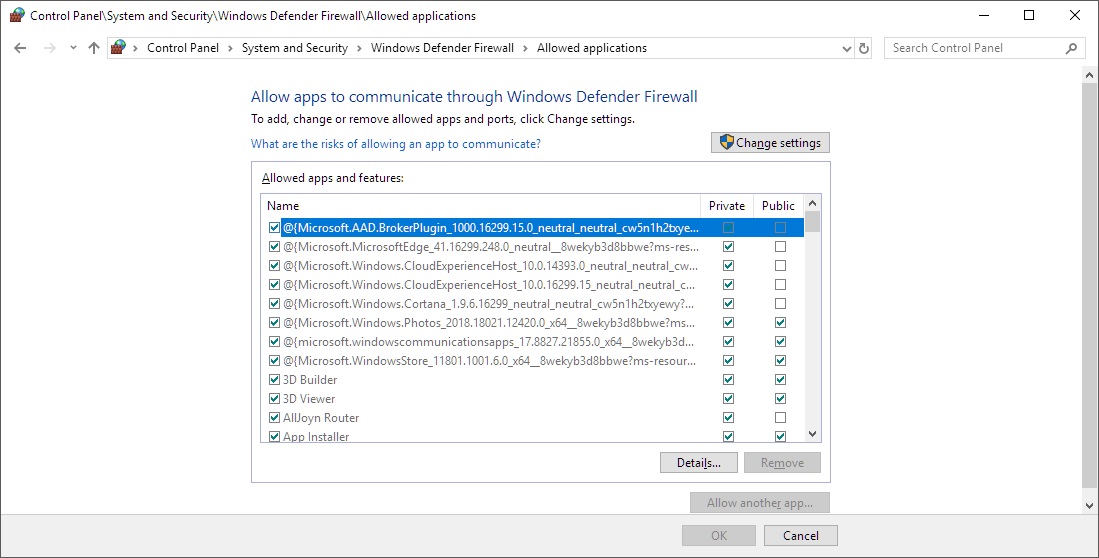 Control Panel\System and Security\Windows Defender Firewall\Allowed applications
Control Panel > System and Security > Windows Defender Firewall > Allowed applications
Search Control Panel
Allow apps to communicate through Windows Defender Firewall
To add, change or remove allowed apps and ports, click Change settings.
What are the risks of allowing an app to communicate?
Change settings
Allowed apps and features:
Name Private Public
@{Microsoft.AAD.BrokerPlugin_1000.16299.15.0_neutral_neutral_cw5n1h2txye...
@{Microsoft.MicrosoftEdge_41.16299.248.0_neutral__8wekyb3d8bbwe?ms-res...
@{Microsoft.Windows.CloudExperienceHost_10.0.14393.0_neutral_neutral_cw...
@{Microsoft.Windows.CloudExperienceHost_10.0.16299.15_neutral_neutral_c...
@{Microsoft.Windows.Cortana_1.9.6.16299_neutral_neutral_cw5n1h2txyewy?...
@{Microsoft.Windows.Photos_2018.18021.12420.0_x64__8wekyb3d8bbwe?ms...
@{microsoft.windowscommunicationsapps_17.8827.21855.0_x64__8wekyb3d...
@{Microsoft.WindowsStore_11801.1001.6.0_x64__8wekyb3d8bbwe?ms-resour...
3D Builder
3D Viewer
AllJoyn Router
App Installer
Details...
Remove
Allow another app...
OK
Cancel